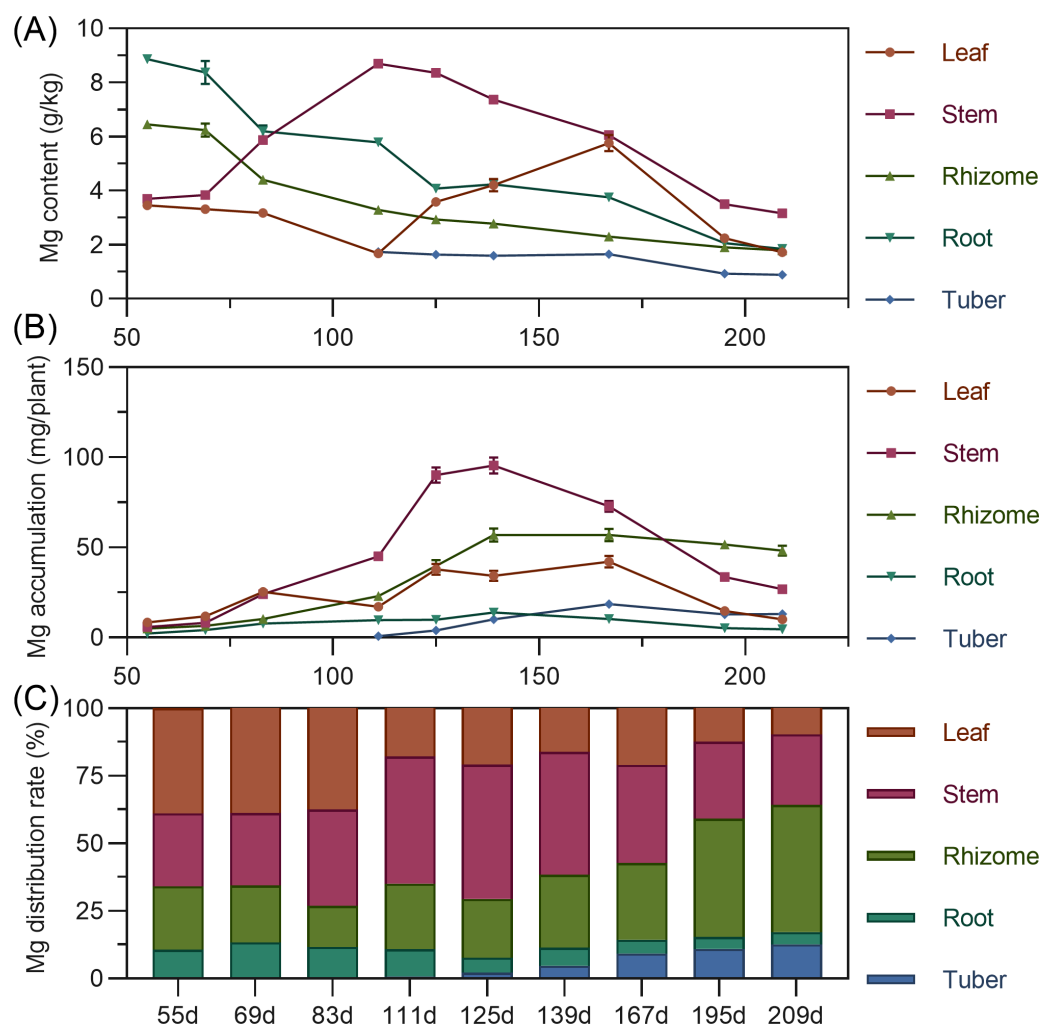 (A)
Mg content (g/kg)
10
8
6
4
2
0
50
100
150
200
Leaf
Stem
Rhizome
Root
Tuber
(B)
Mg accumulation (mg/plant)
150
100
50
0
50
100
150
200
Leaf
Stem
Rhizome
Root
Tuber
(C)
Mg distribution rate (%)
100
75
50
25
0
55d
69d
83d
111d
125d
139d
167d
195d
209d
Leaf
Stem
Rhizome
Root
Tuber